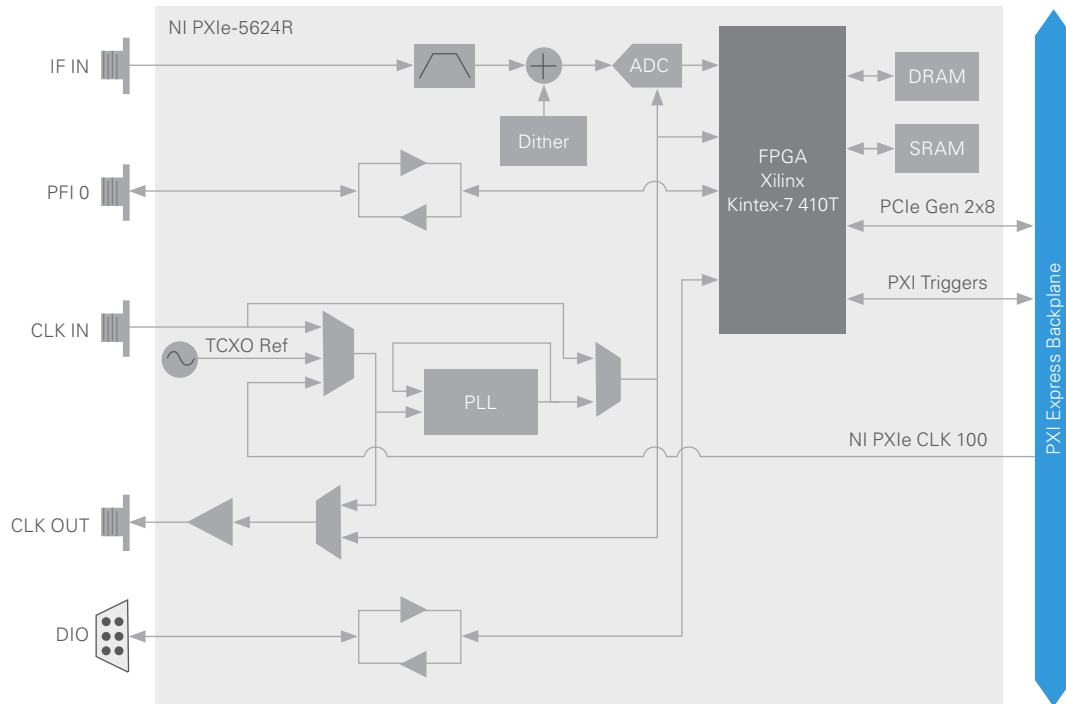 NI PXIe-5624R
IF IN
ADC
DRAM
Dither
SRAM
FPGA
Xilinx
Kintex-7 410T
PFI 0
PCIe Gen 2x8
PXI Triggers
CLK IN
TCXO Ref
PLL
NI PXIe CLK 100
PXI Express Backplane
CLK OUT
DIO